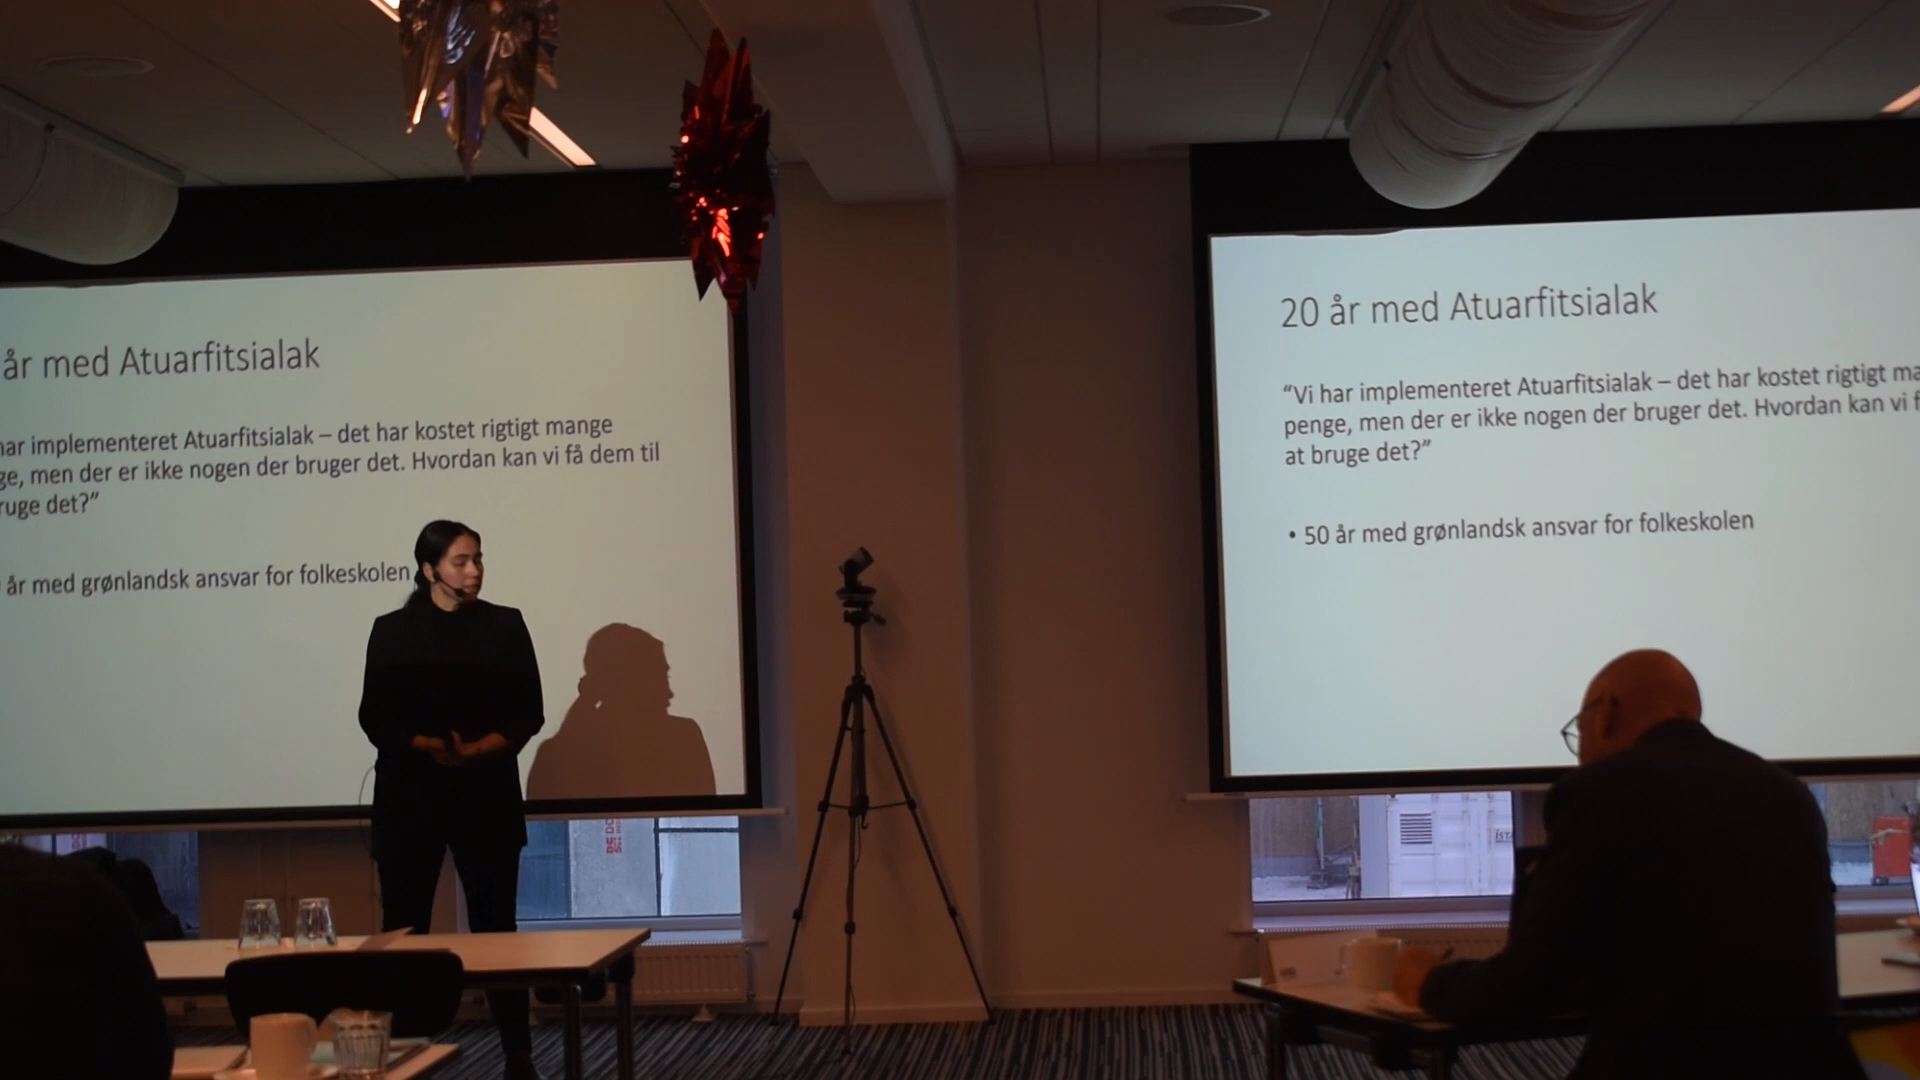 år med Atuarfitsialak
har implementeret Atuarfitsialak – det har kostet rigtigt mange
ge, men der er ikke nogen der bruger det. Hvordan kan vi få dem til
ruge det?”
år med grønlandsk ansvar for folkeskolen
20 år med Atuarfitsialak
“Vi har implementeret Atuarfitsialak – det har kostet rigtigt ma
penge, men der er ikke nogen der bruger det. Hvordan kan vi f
at bruge det?”
• 50 år med grønlandsk ansvar for folkeskolen